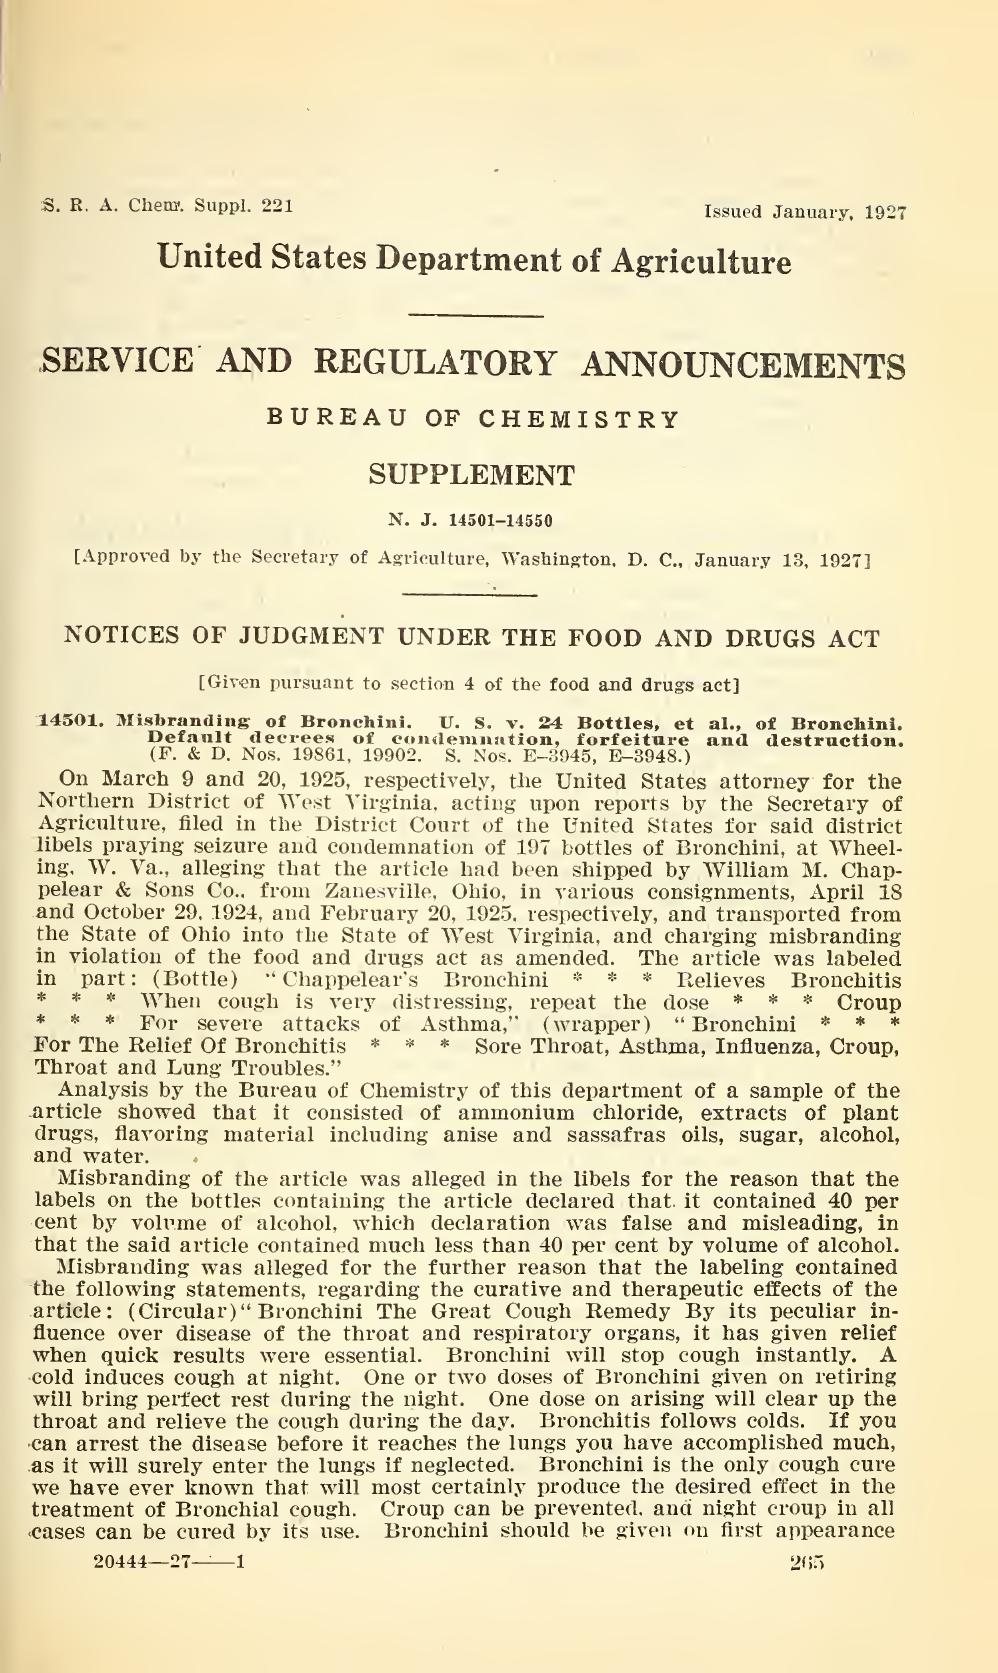 S. R. A. Chem. Suppl. 221
Issued January, 1927
United States Department of Agriculture
SERVICE AND REGULATORY ANNOUNCEMENTS
BUREAU OF CHEMISTRY
SUPPLEMENT
N. J. 14501–14550
[Approved by the Secretary of Agriculture, Washington, D. C., January 13, 1927]
NOTICES OF JUDGMENT UNDER THE FOOD AND DRUGS ACT
[Given pursuant to section 4 of the food and drugs act]
14501. Misbranding of Bronchini. U. S. v. 24 Bottles, et al., of Bronchini.
Default decrees of condemnation, forfeiture and destruction.
(F. & D. Nos. 19861, 19902. S. Nos. E–3945, E–3948.)
On March 9 and 20, 1925, respectively, the United States attorney for the
Northern District of West Virginia, acting upon reports by the Secretary of
Agriculture, filed in the District Court of the United States for said district
libels praying seizure and condemnation of 197 bottles of Bronchini, at Wheel-
ing, W. Va., alleging that the article had been shipped by William M. Chap-
pelear & Sons Co., from Zanesville, Ohio, in various consignments, April 18
and October 29, 1924, and February 20, 1925, respectively, and transported from
the State of Ohio into the State of West Virginia, and charging misbranding
in violation of the food and drugs act as amended. The article was labeled
in part: (Bottle) "Chappelear's Bronchini * * * Relieves Bronchitis
* * * When cough is very distressing, repeat the dose * * * Croup
* * * For severe attacks of Asthma," (wrapper) "Bronchini * * *
For The Relief Of Bronchitis * * * Sore Throat, Asthma, Influenza, Croup,
Throat and Lung Troubles."
Analysis by the Bureau of Chemistry of this department of a sample of the
article showed that it consisted of ammonium chloride, extracts of plant
drugs, flavoring material including anise and sassafras oils, sugar, alcohol,
and water.
Misbranding of the article was alleged in the libels for the reason that the
labels on the bottles containing the article declared that it contained 40 per
cent by volume of alcohol, which declaration was false and misleading, in
that the said article contained much less than 40 per cent by volume of alcohol.
Misbranding was alleged for the further reason that the labeling contained
the following statements, regarding the curative and therapeutic effects of the
article: (Circular) "Bronchini The Great Cough Remedy By its peculiar in-
fluence over disease of the throat and respiratory organs, it has given relief
when quick results were essential. Bronchini will stop cough instantly. A
cold induces cough at night. One or two doses of Bronchini given on retiring
will bring perfect rest during the night. One dose on arising will clear up the
throat and relieve the cough during the day. Bronchitis follows colds. If you
can arrest the disease before it reaches the lungs you have accomplished much,
as it will surely enter the lungs if neglected. Bronchini is the only cough cure
we have ever known that will most certainly produce the desired effect in the
treatment of Bronchial cough. Croup can be prevented, and night croup in all
cases can be cured by its use. Bronchini should be given on first appearance
20444—27——1
265